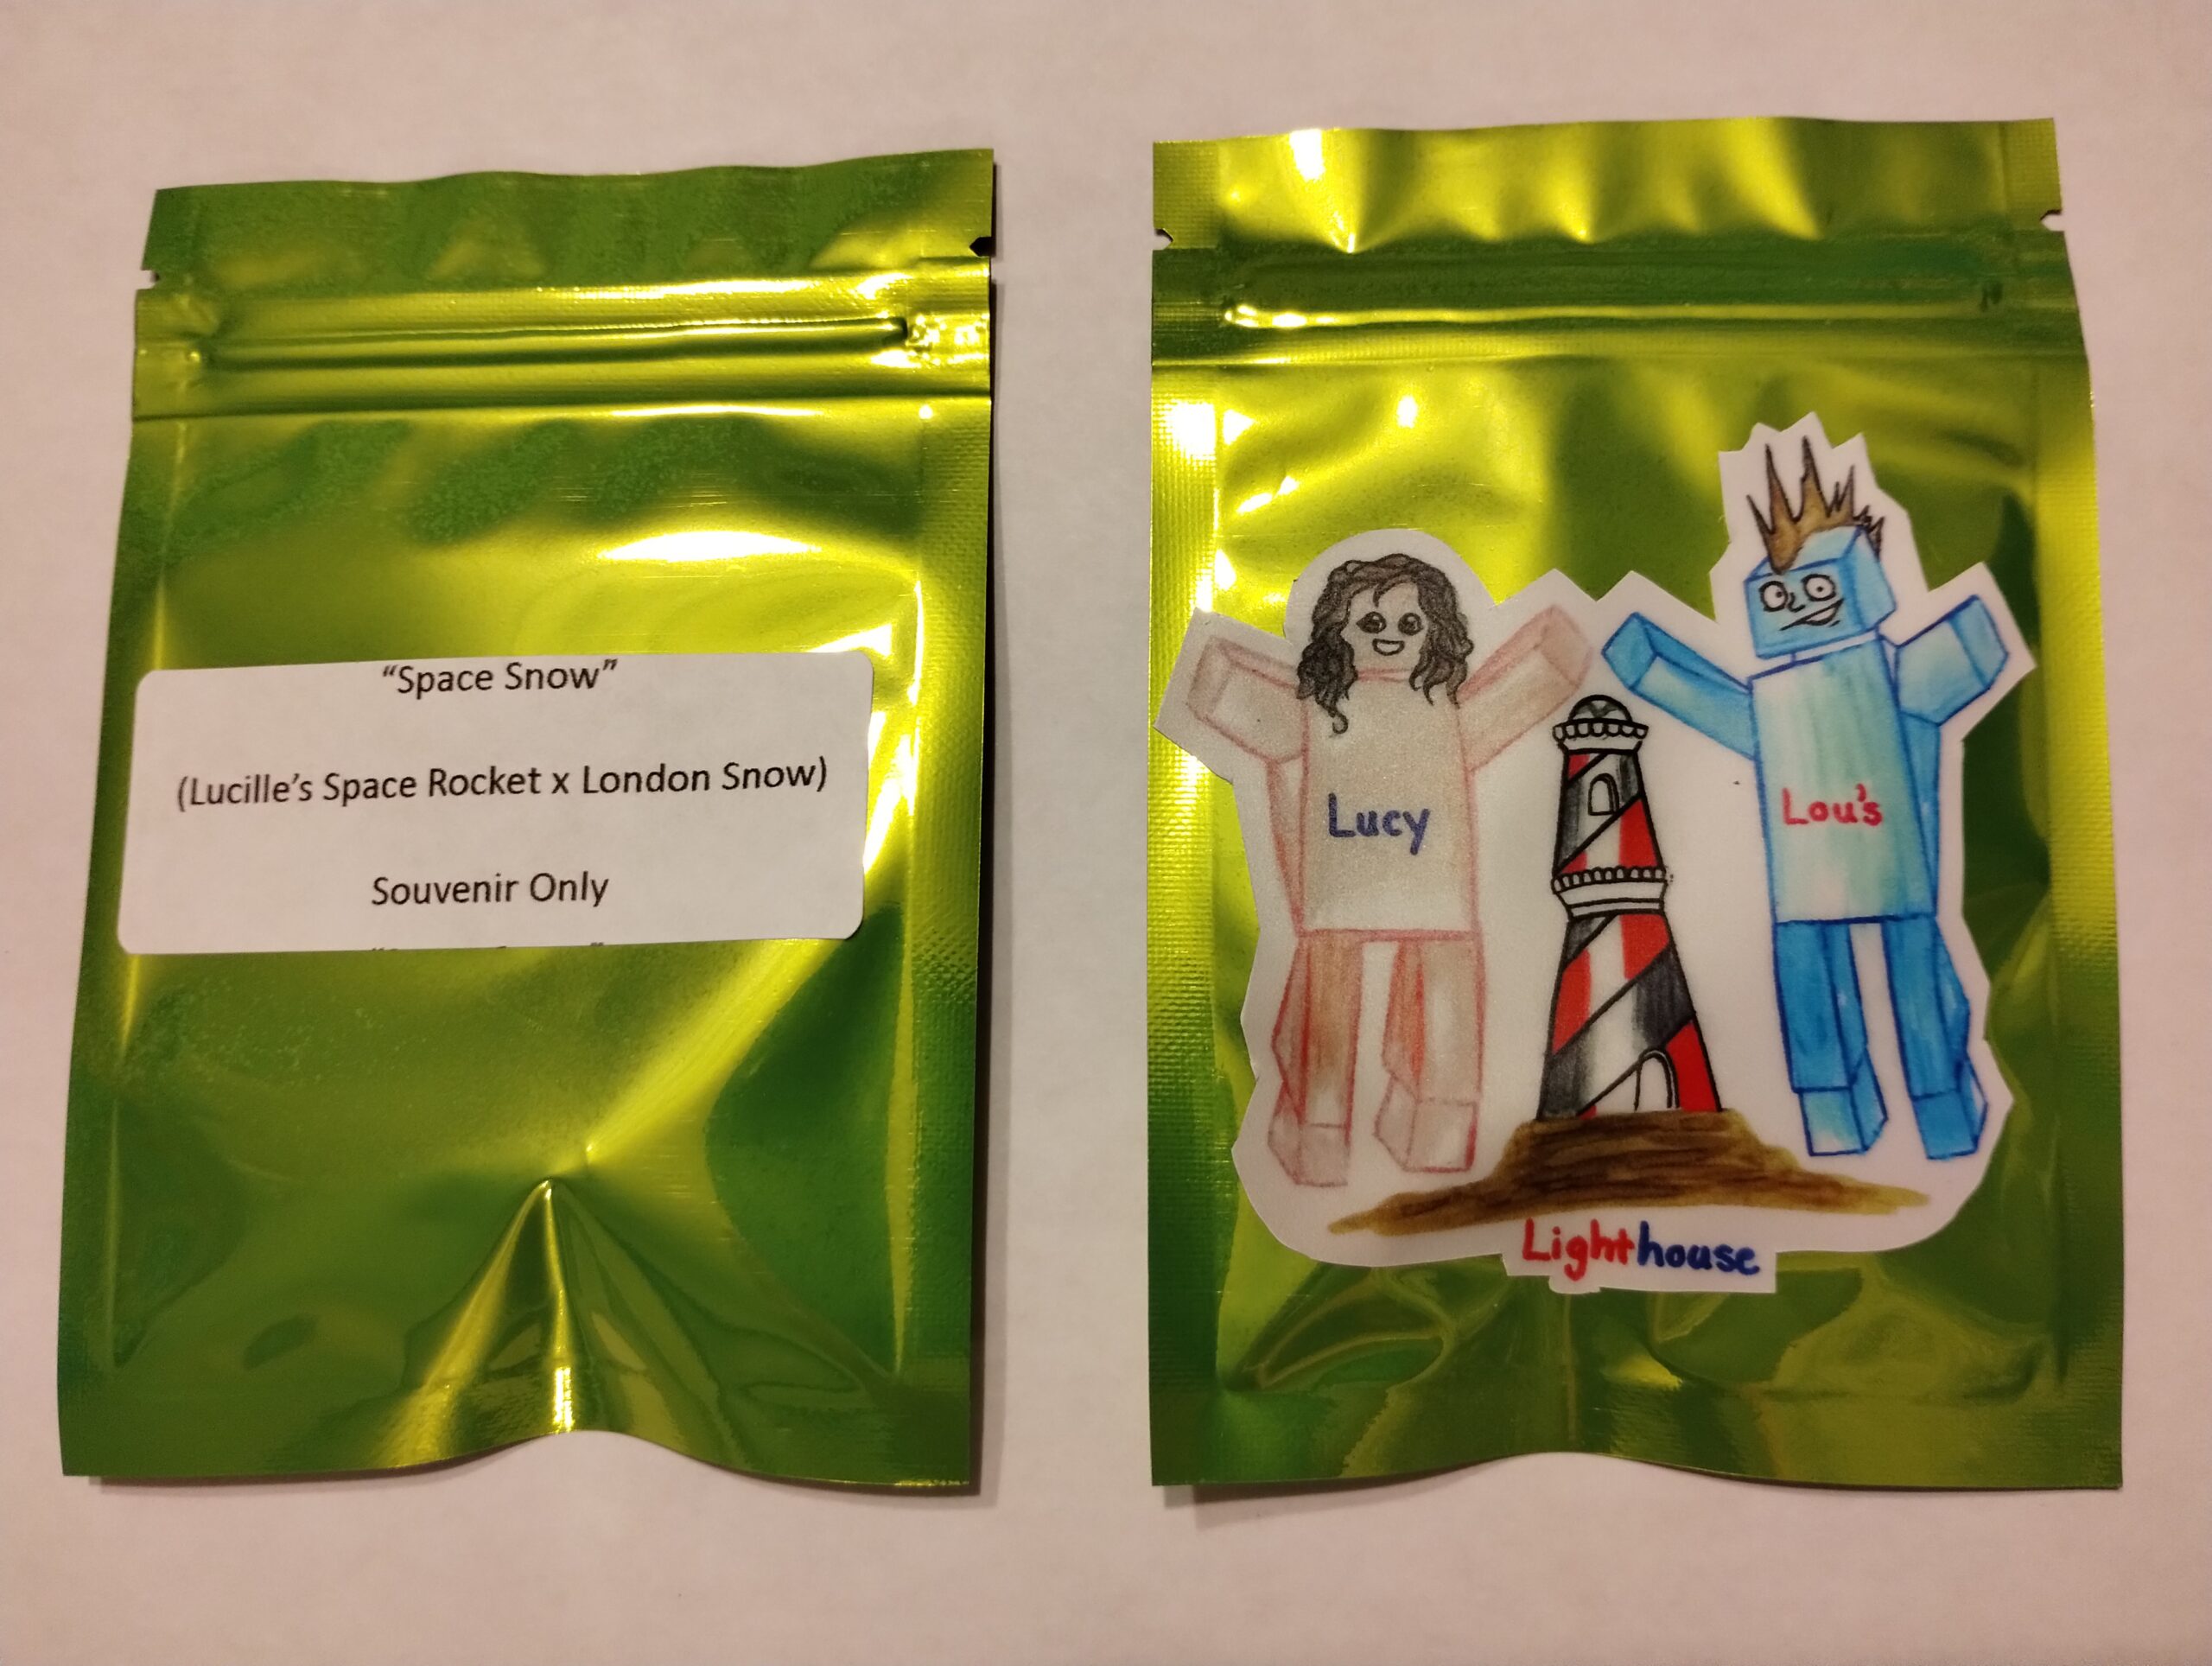 “Space Snow”
(Lucille’s Space Rocket x London Snow)
Souvenir Only
Lucy
Lou's
Lighthouse